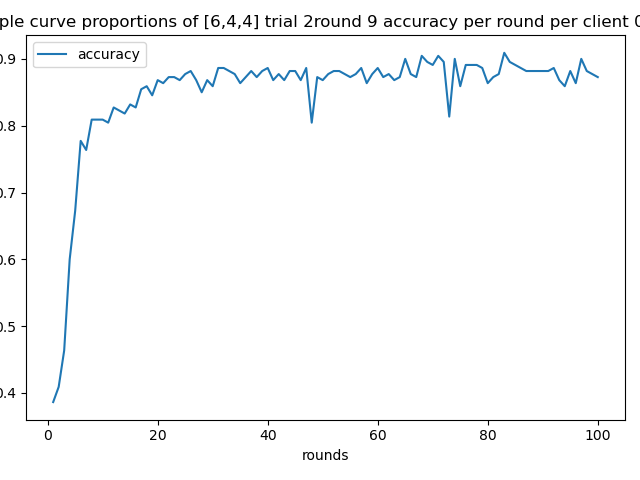 ple curve proportions of [6,4,4] trial 2round 9 accuracy per round per client 0
accuracy
0.9
0.8
0.7
0.6
0.5
0.4
0 20 40 60 80 100
rounds